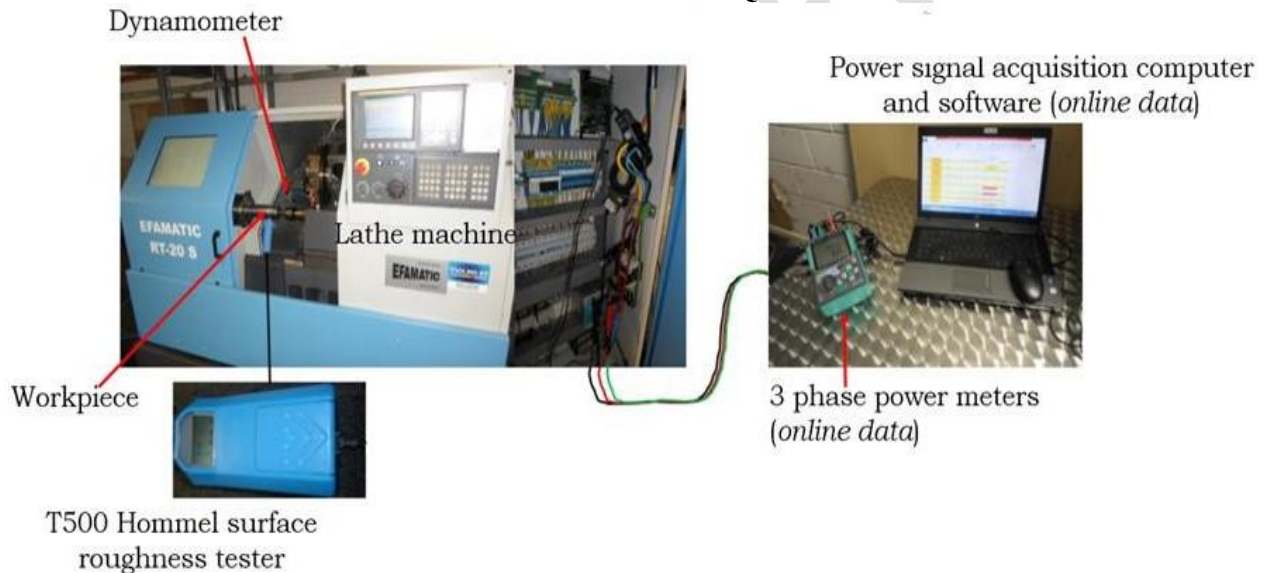 Dynamometer
Power signal acquisition computer
and software (online data)
EFAMATIC
RT-20 S
Lathe machine
EFAMATIC
Workpiece
3 phase power meters
(online data)
T500 Hommel surface
roughness tester